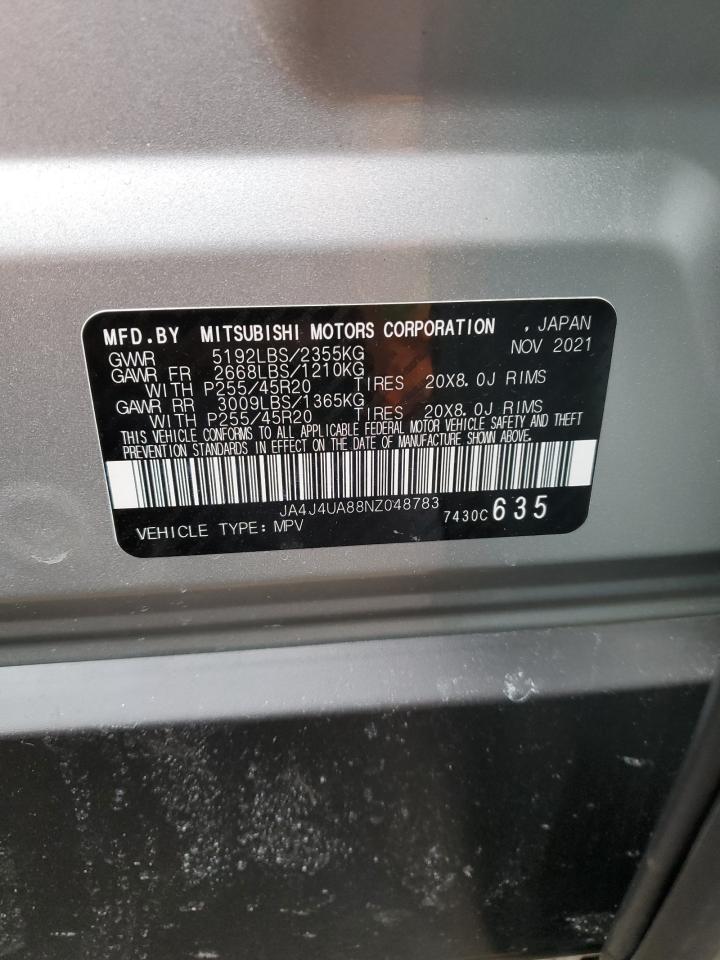 MFD.BY MITSUBISHI MOTORS CORPORATION , JAPAN
GVWR 5192LBS/2355KG NOV 2021
GAWR FR 2668LBS/1210KG
WITH P255/45R20 TIRES 20X8.0J RIMS
GAWR RR 3009LBS/1365KG
WITH P255/45R20 TIRES 20X8.0J RIMS
THIS VEHICLE CONFORMS TO ALL APPLICABLE FEDERAL MOTOR VEHICLE SAFETY AND THEFT
PREVENTION STANDARDS IN EFFECT ON THE DATE OF MANUFACTURE SHOWN ABOVE.
JA4J4UA88NZ048783
VEHICLE TYPE: MPV 7430C 635